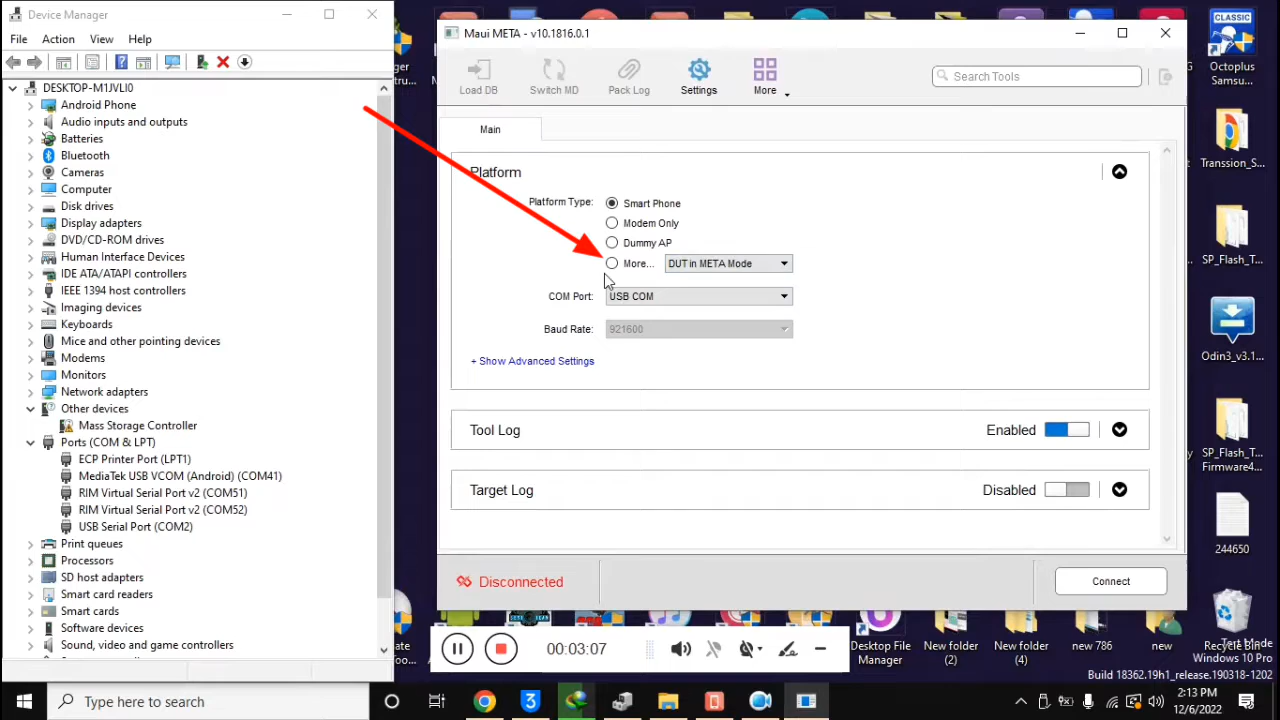 Device Manager
File Action View Help
DESKTOP-M1JVLI0
Android Phone
Audio inputs and outputs
Batteries
Bluetooth
Cameras
Computer
Disk drives
Display adapters
DVD/CD-ROM drives
Human Interface Devices
IDE ATA/ATAPI controllers
IEEE 1394 host controllers
Imaging devices
Keyboards
Mice and other pointing devices
Modems
Monitors
Network adapters
Other devices
Mass Storage Controller
Ports (COM & LPT)
ECP Printer Port (LPT1)
MediaTek USB VCOM (Android) (COM41)
RIM Virtual Serial Port v2 (COM51)
RIM Virtual Serial Port v2 (COM52)
USB Serial Port (COM2)
Print queues
Processors
SD host adapters
Smart card readers
Smart cards
Software devices
Sound, video and game controllers
Maui META - v10.1816.0.1
Load DB Switch MD Pack Log Settings More
Search Tools
Main
Platform
Platform Type: Smart Phone
Modem Only
Dummy AP
More... DUT in META Mode
COM Port: USB COM
Baud Rate: 921600
+ Show Advanced Settings
Tool Log Enabled
Target Log Disabled
Disconnected Connect
00:03:07
CLASSIC
Octoplus
Samsu...
Transsion_S...
SP_Flash_T...
Odin3_v3.1...
SP_Flash_T...
Firmware4...
244650
Desktop File
Manager
New folder
(2)
New folder
(4)
new 786
new
Recycle Bin
Test Mode
Windows 10 Pro
Build 18362.19h1_release.190318-1202
Type here to search
2:13 PM
12/6/2022